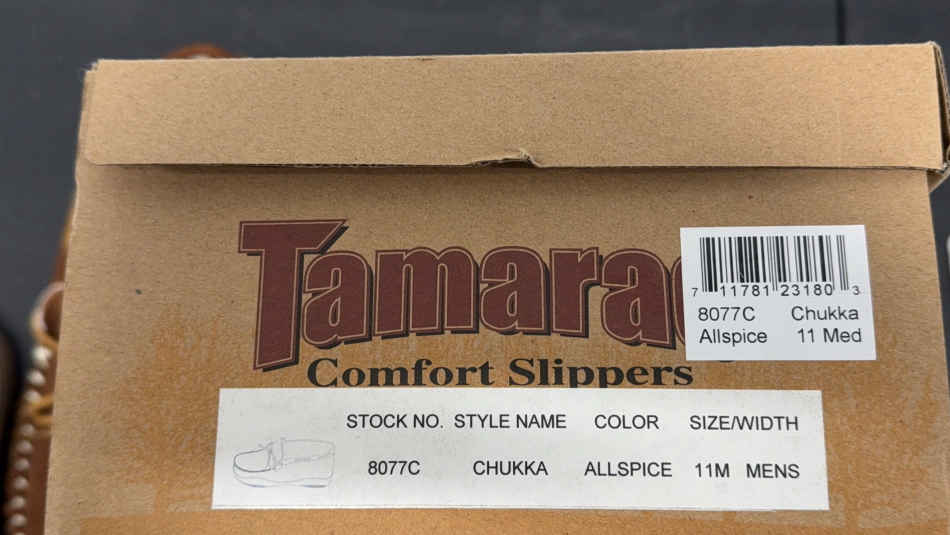 Tamarac
Comfort Slippers
7 11781 23180 3
8077C Chukka
Allspice 11 Med
STOCK NO. STYLE NAME COLOR SIZE/WIDTH
8077C CHUKKA ALLSPICE 11M MENS